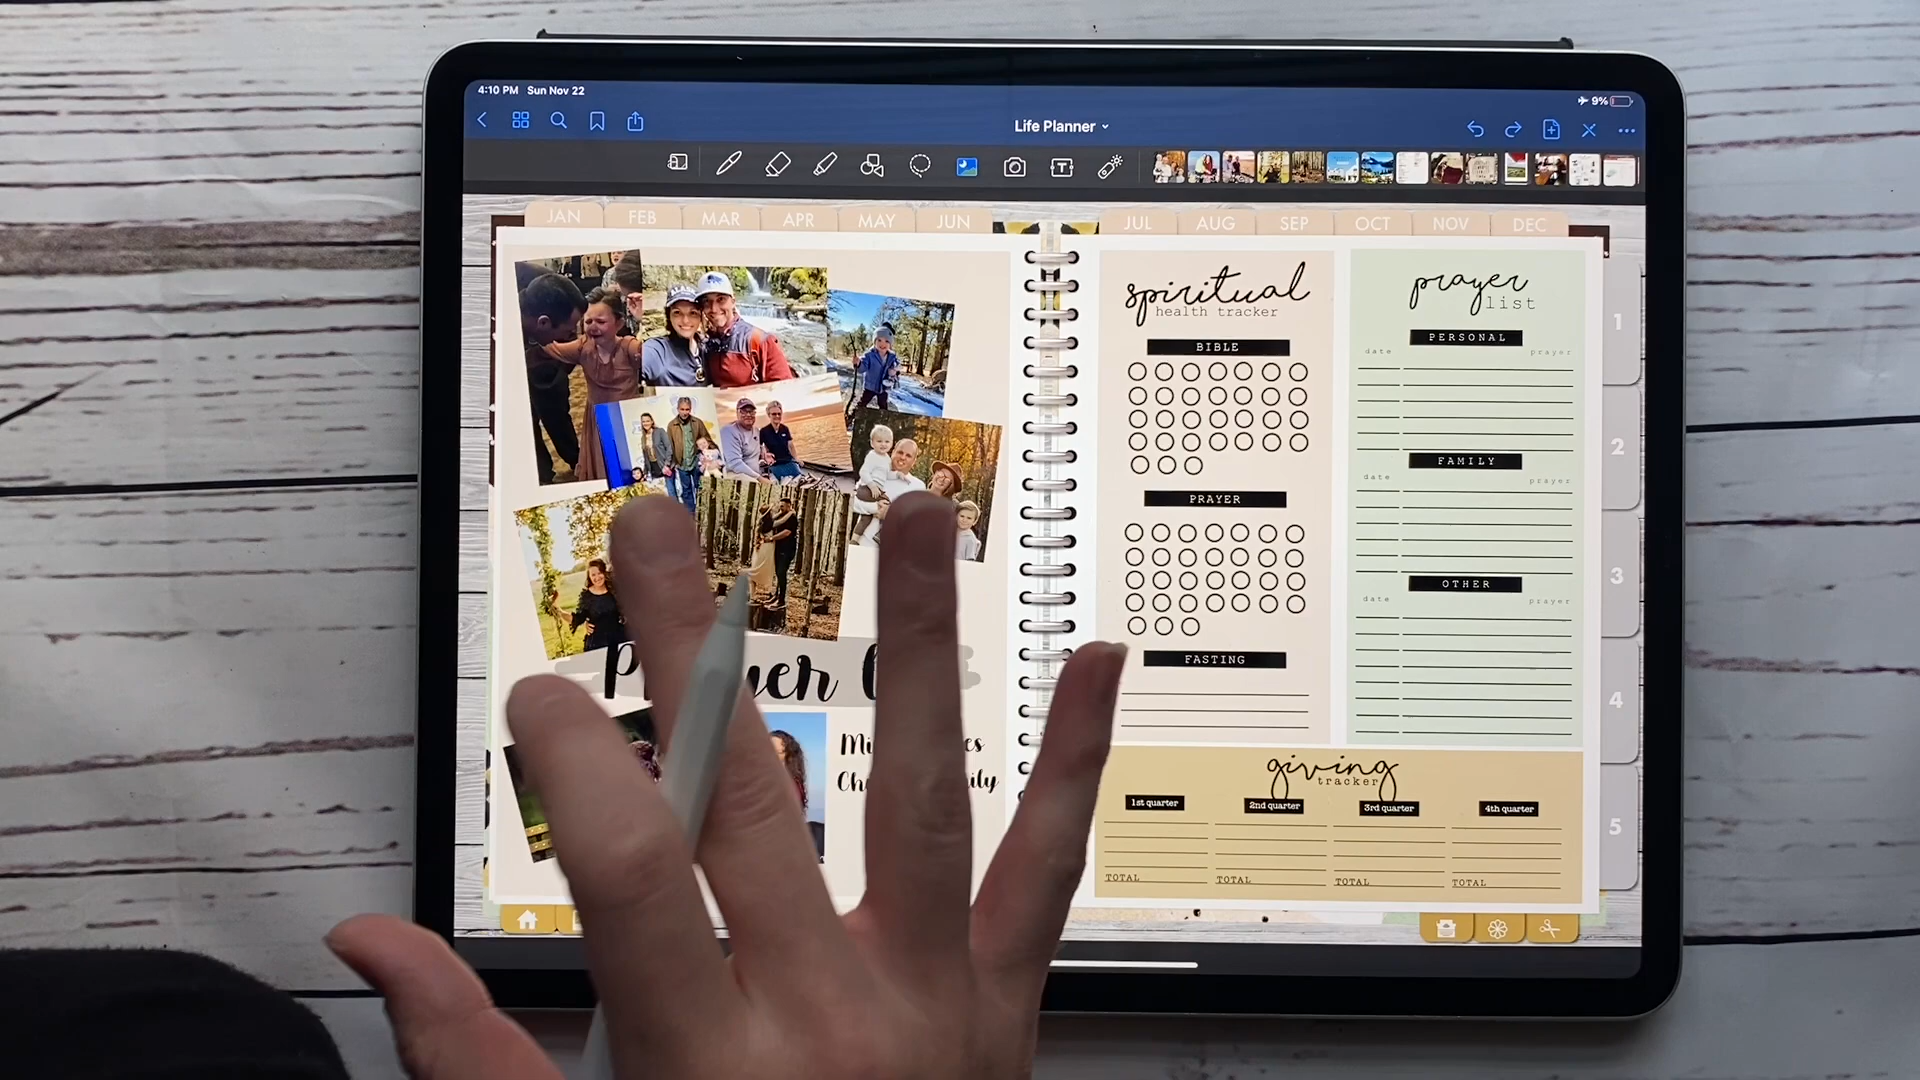 4:10 PM Sun Nov 22
9%
Life Planner
JAN FEB MAR APR MAY JUN
JUL AUG SEP OCT NOV DEC
spiritual
health tracker
BIBLE
PRAYER
FASTING
prayer
list
PERSONAL
date prayer
FAMILY
date prayer
OTHER
date prayer
giving
tracker
1st quarter 2nd quarter 3rd quarter 4th quarter
TOTAL TOTAL TOTAL TOTAL
1
2
3
4
5